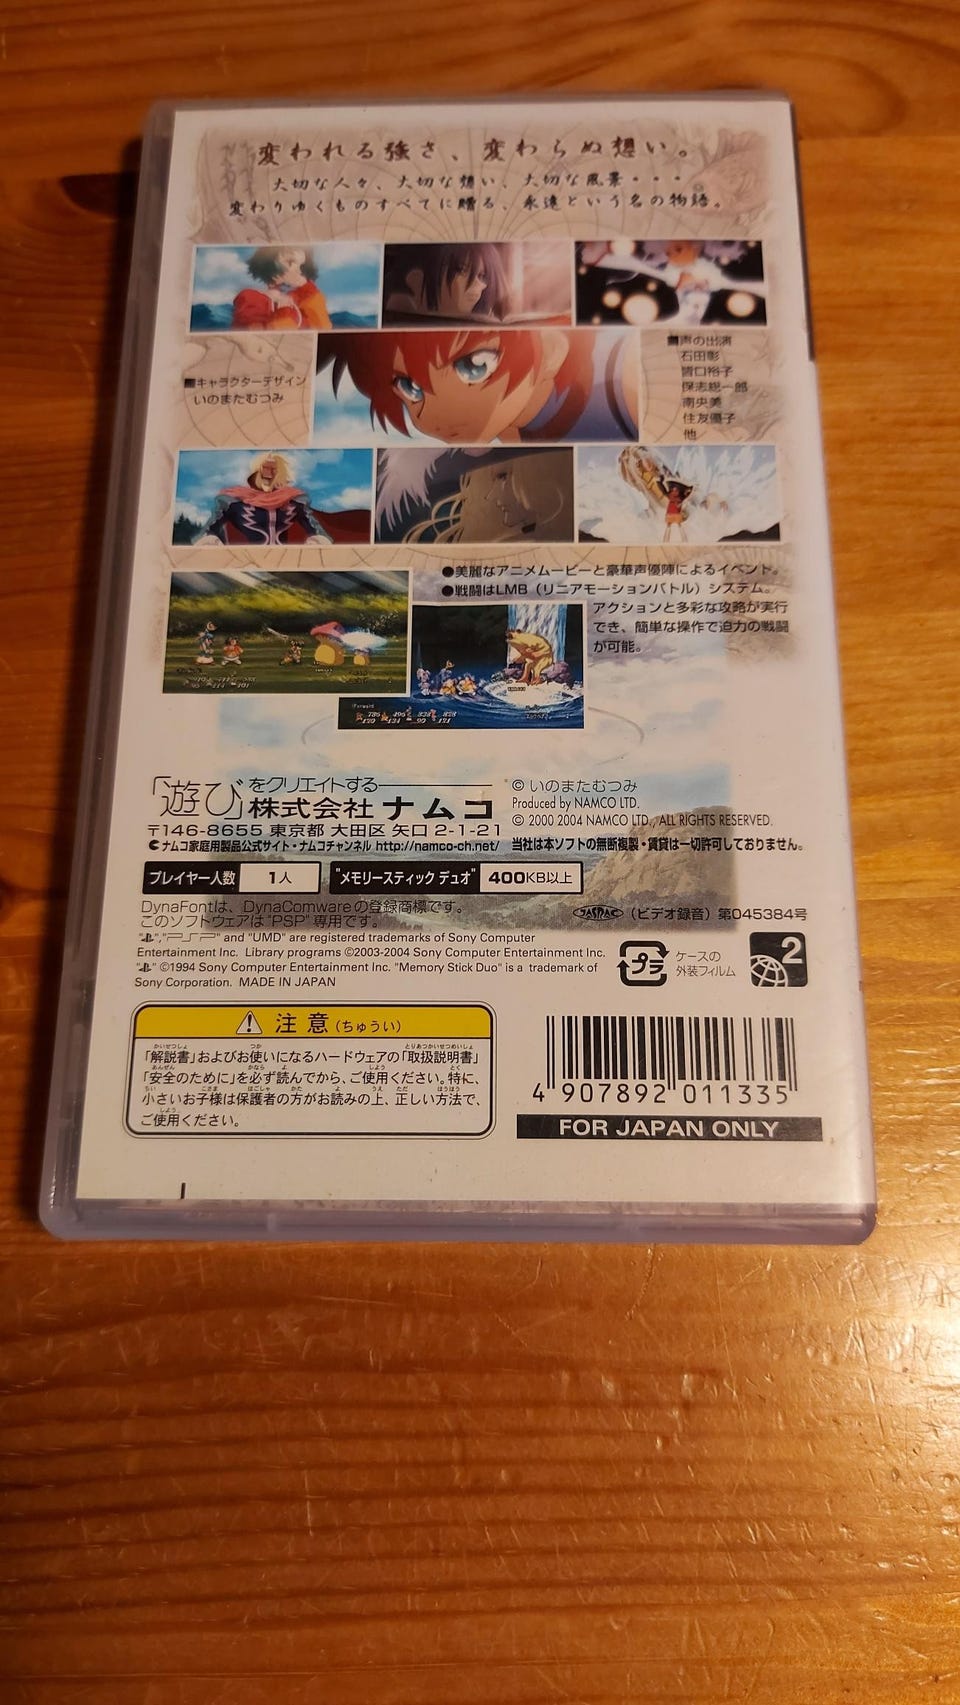 変われる強さ、変わらぬ想い。
大切な人々、大切な想い、大切な風景・・・
変わりゆくものすべてに贈る、永遠という名の物語。
■キャラクターデザイン
いのまたむつみ
■声の出演
石田彰
皆口裕子
保志総一郎
南央美
住友優子
他
●美麗なアニメムービーと豪華声優陣によるイベント。
●戦闘はLMB（リニアモーションバトル）システム。
アクションと多彩な攻略が実行
でき、簡単な操作で迫力の戦闘
が可能。
「遊び」をクリエイトする
株式会社 ナムコ
〒146-8655 東京都 大田区 矢口 2-1-21
ナムコ家庭用製品公式サイト・ナムコチャンネル http://namco-ch.net/
© いのまたむつみ
Produced by NAMCO LTD.
© 2000 2004 NAMCO LTD., ALL RIGHTS RESERVED.
当社は本ソフトの無断複製・賃貸は一切許可しておりません。
プレイヤー人数 1人 "メモリースティック デュオ" 400KB以上
DynaFontは、DynaComwareの登録商標です。
このソフトウェアは"PSP"専用です。
JASRAC （ビデオ録音）第045384号
" ","PSP" and "UMD" are registered trademarks of Sony Computer
Entertainment Inc. Library programs ©2003-2004 Sony Computer Entertainment Inc.
" " ©1994 Sony Computer Entertainment Inc. "Memory Stick Duo" is a trademark of
Sony Corporation. MADE IN JAPAN
プラ
ケースの
外装フィルム
2
注意（ちゅうい）
「解説書」およびお使いになるハードウェアの「取扱説明書」
「安全のために」を必ず読んでから、ご使用ください。特に、
小さいお子様は保護者の方がお読みの上、正しい方法で、
ご使用ください。
4 907892 011335
FOR JAPAN ONLY